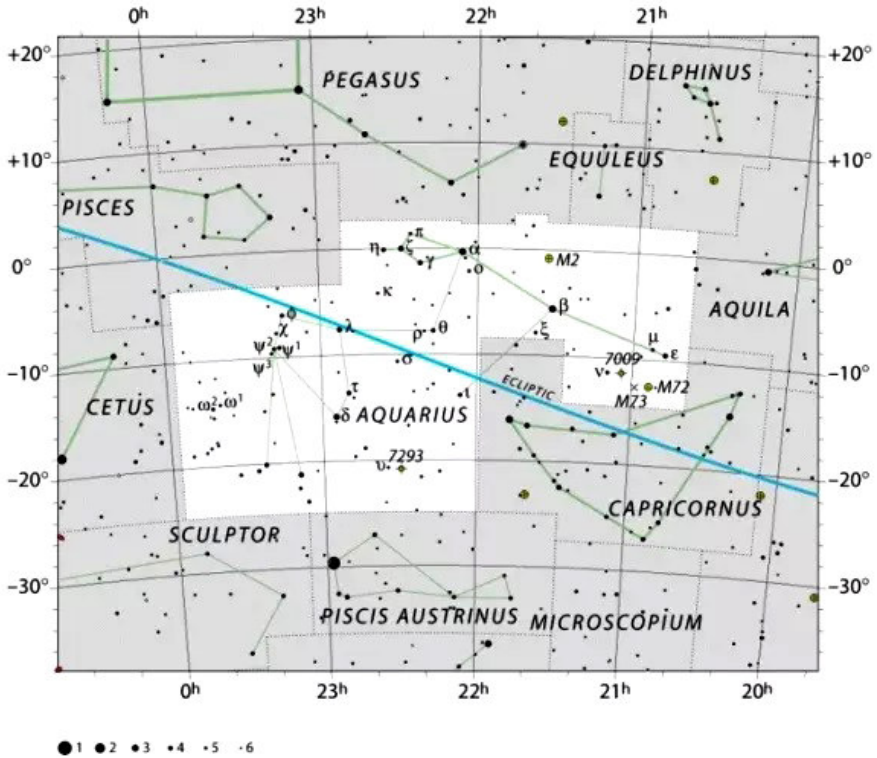 0h 23h 22h 21h
+20° +20°
PEGASUS DELPHINUS
+10° +10°
EQUULEUS
PISCES
π
η ζ α
γ σ M2
0° 0°
κ
β AQUILA
φ
χ λ ρ θ ξ
ψ² ψ¹ σ μ
ψ³ 7009 ε
-10° ν -10°
ECLIPTIC M72
τ ι M73
CETUS ω² ω¹ δ AQUARIUS
υ 7293
-20° -20°
CAPRICORNUS
SCULPTOR
-30° -30°
PISCIS AUSTRINUS MICROSCOPIUM
0h 23h 22h 21h 20h
1 2 3 4 5 6